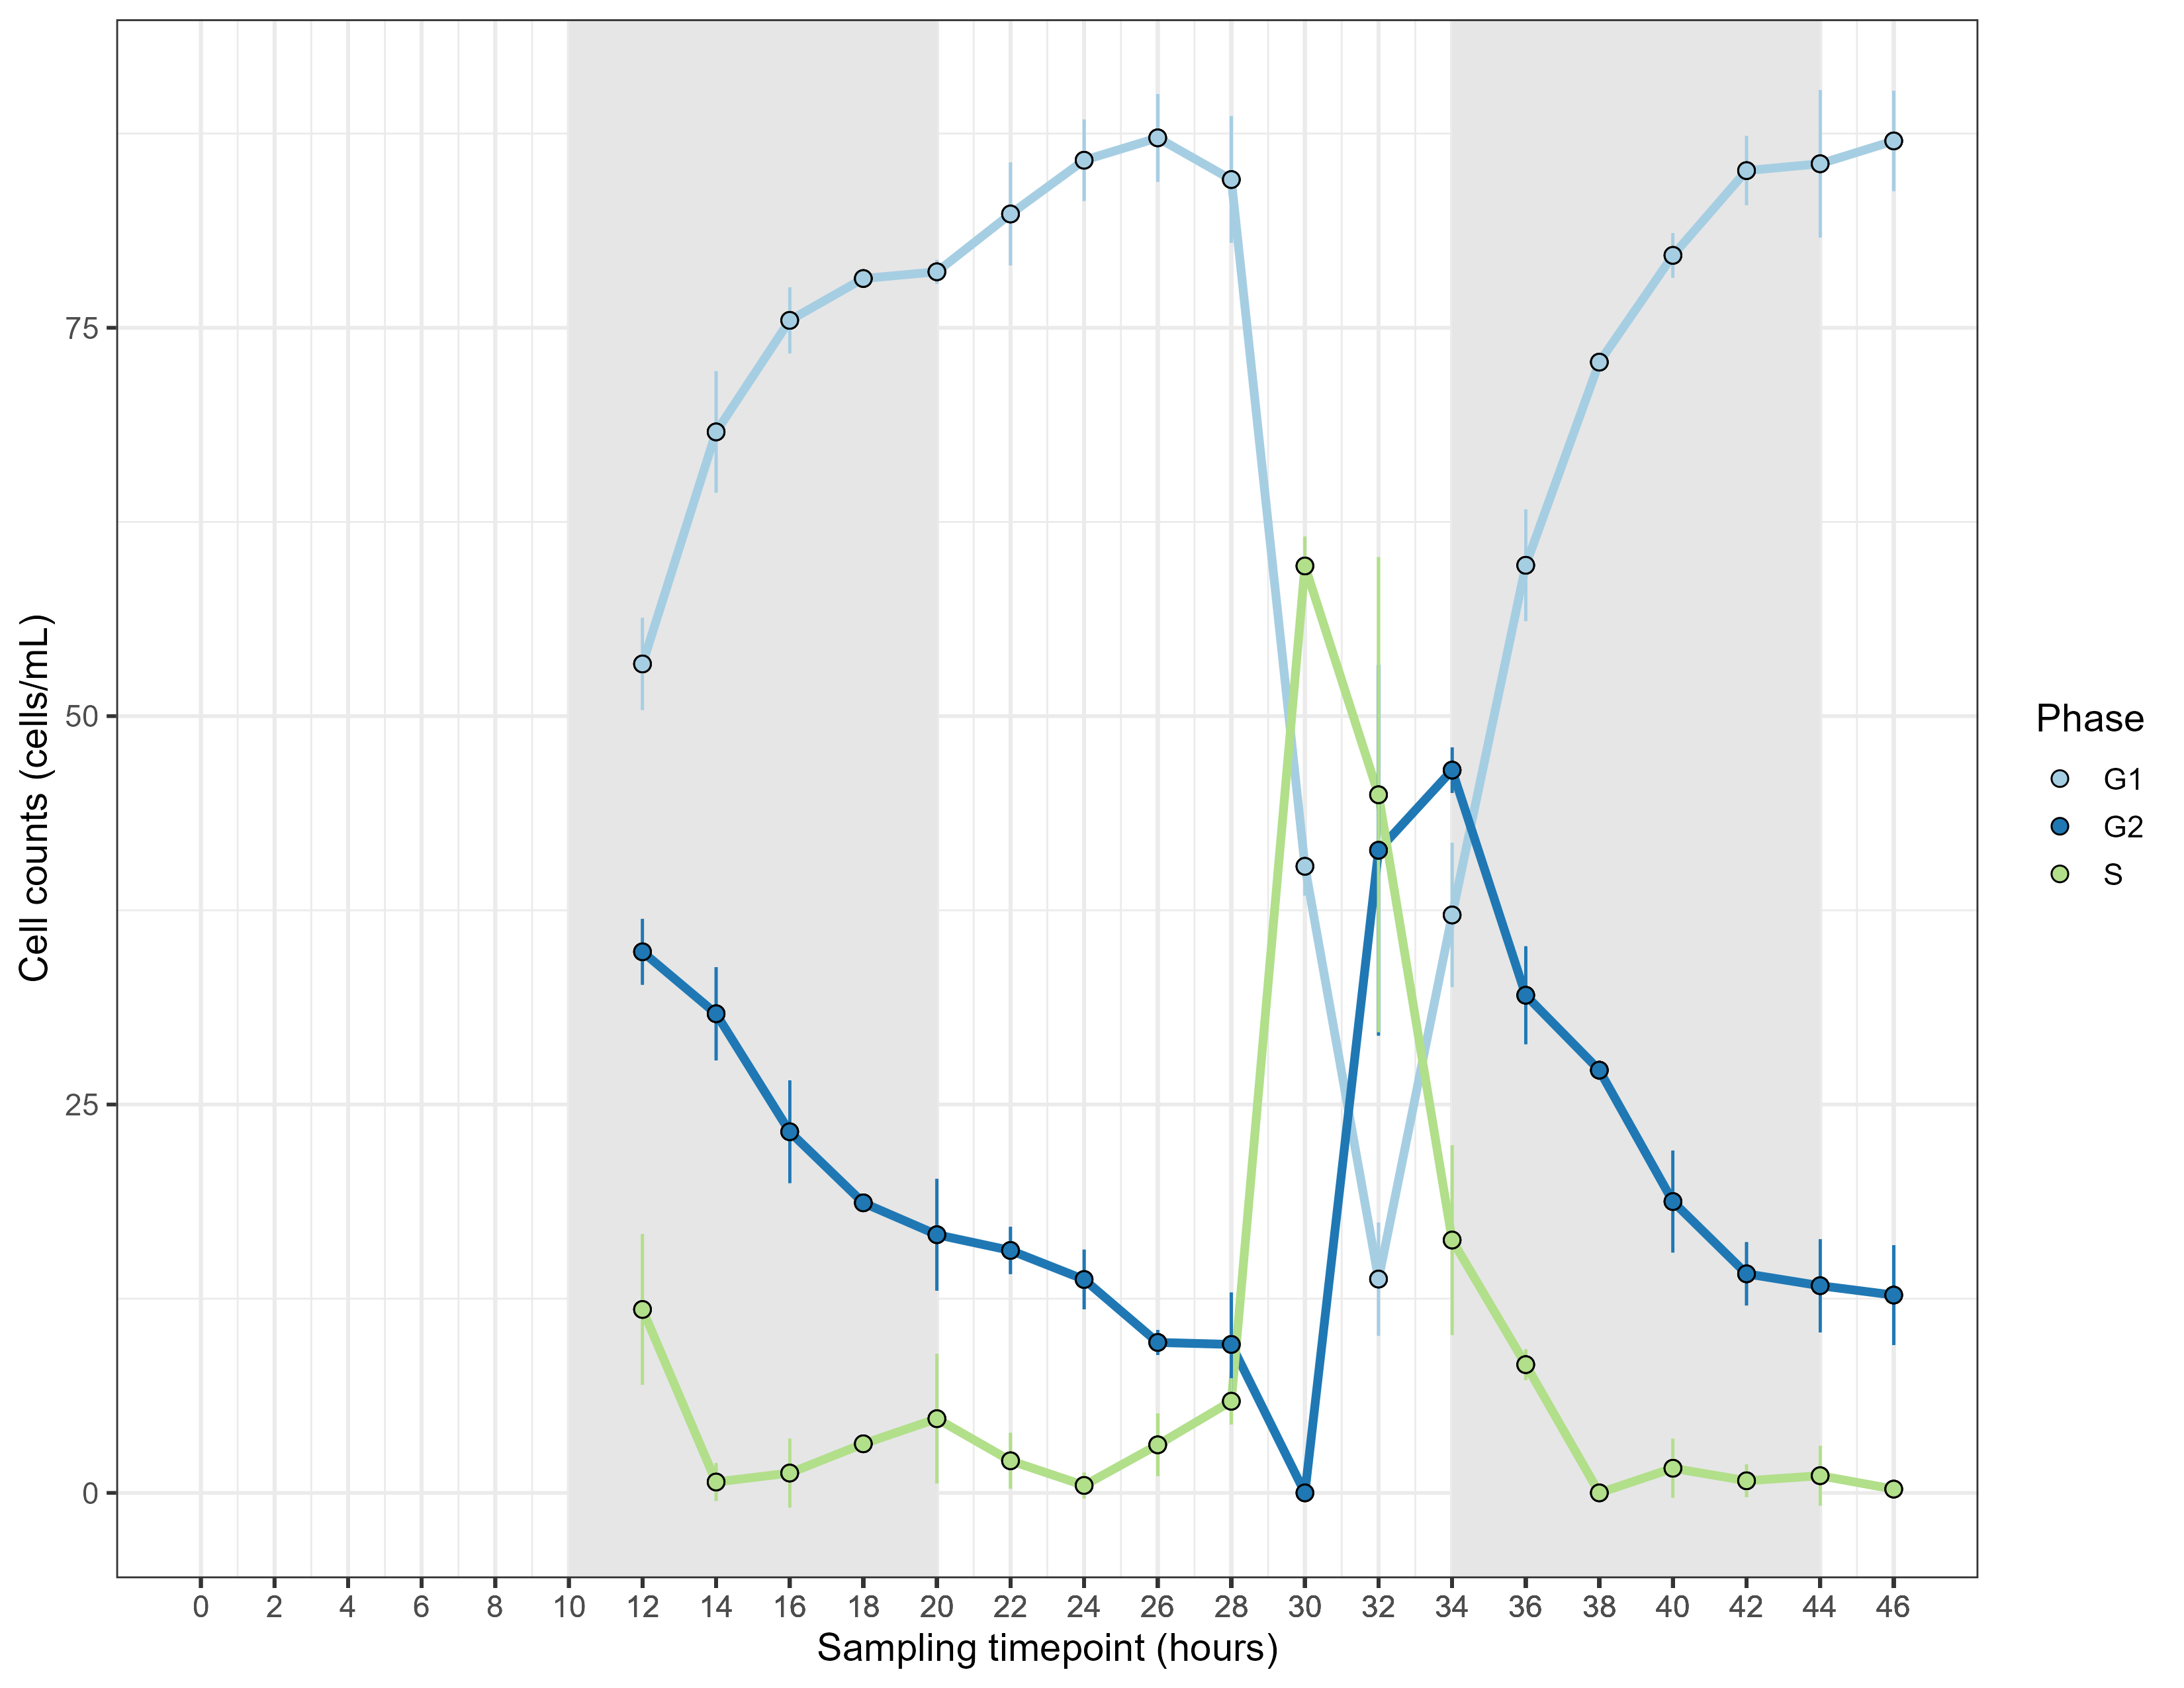 Cell counts (cells/mL)
75
50
25
0
0 2 4 6 8 10 12 14 16 18 20 22 24 26 28 30 32 34 36 38 40 42 44 46
Sampling timepoint (hours)
Phase
G1
G2
S